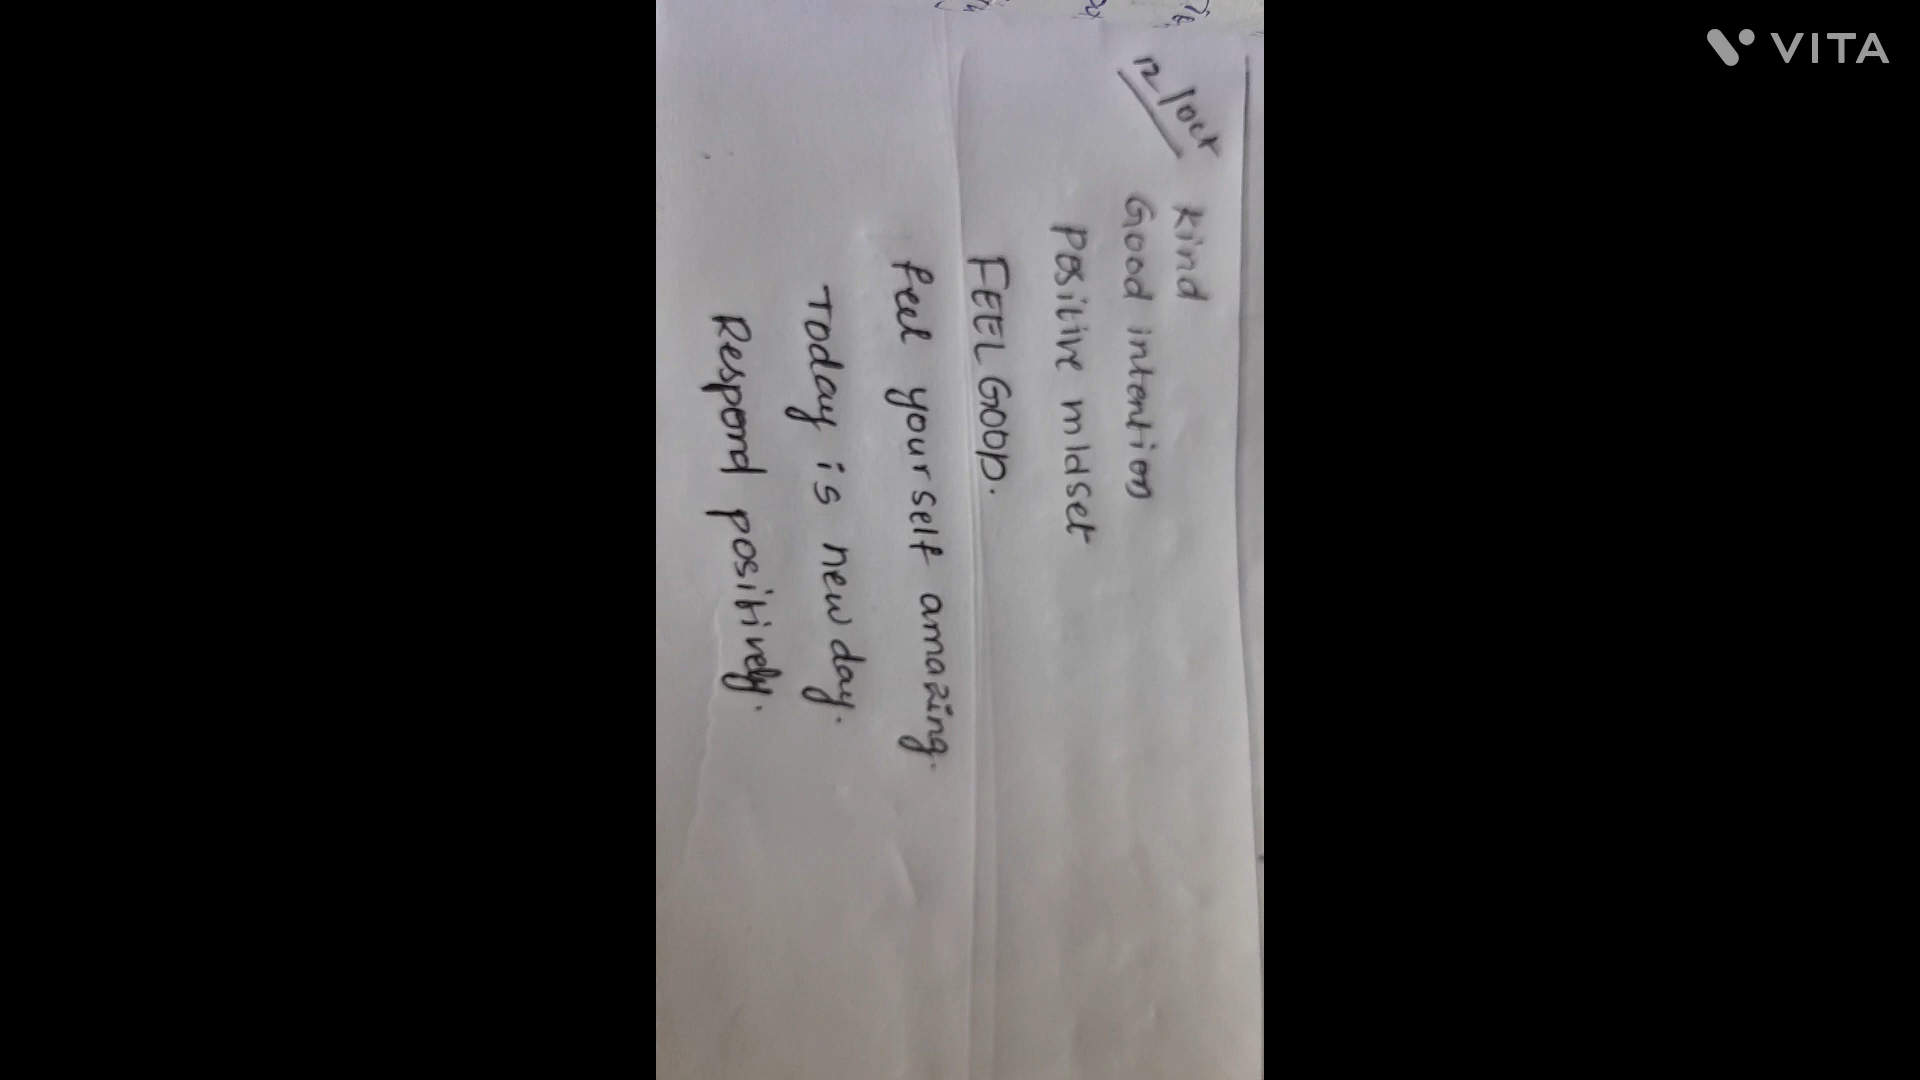 12/oct
Kind
Good intention
Positive midset
FEEL GOOD.
feel yourself amazing.
Today is new day.
Respond positively.
VITA